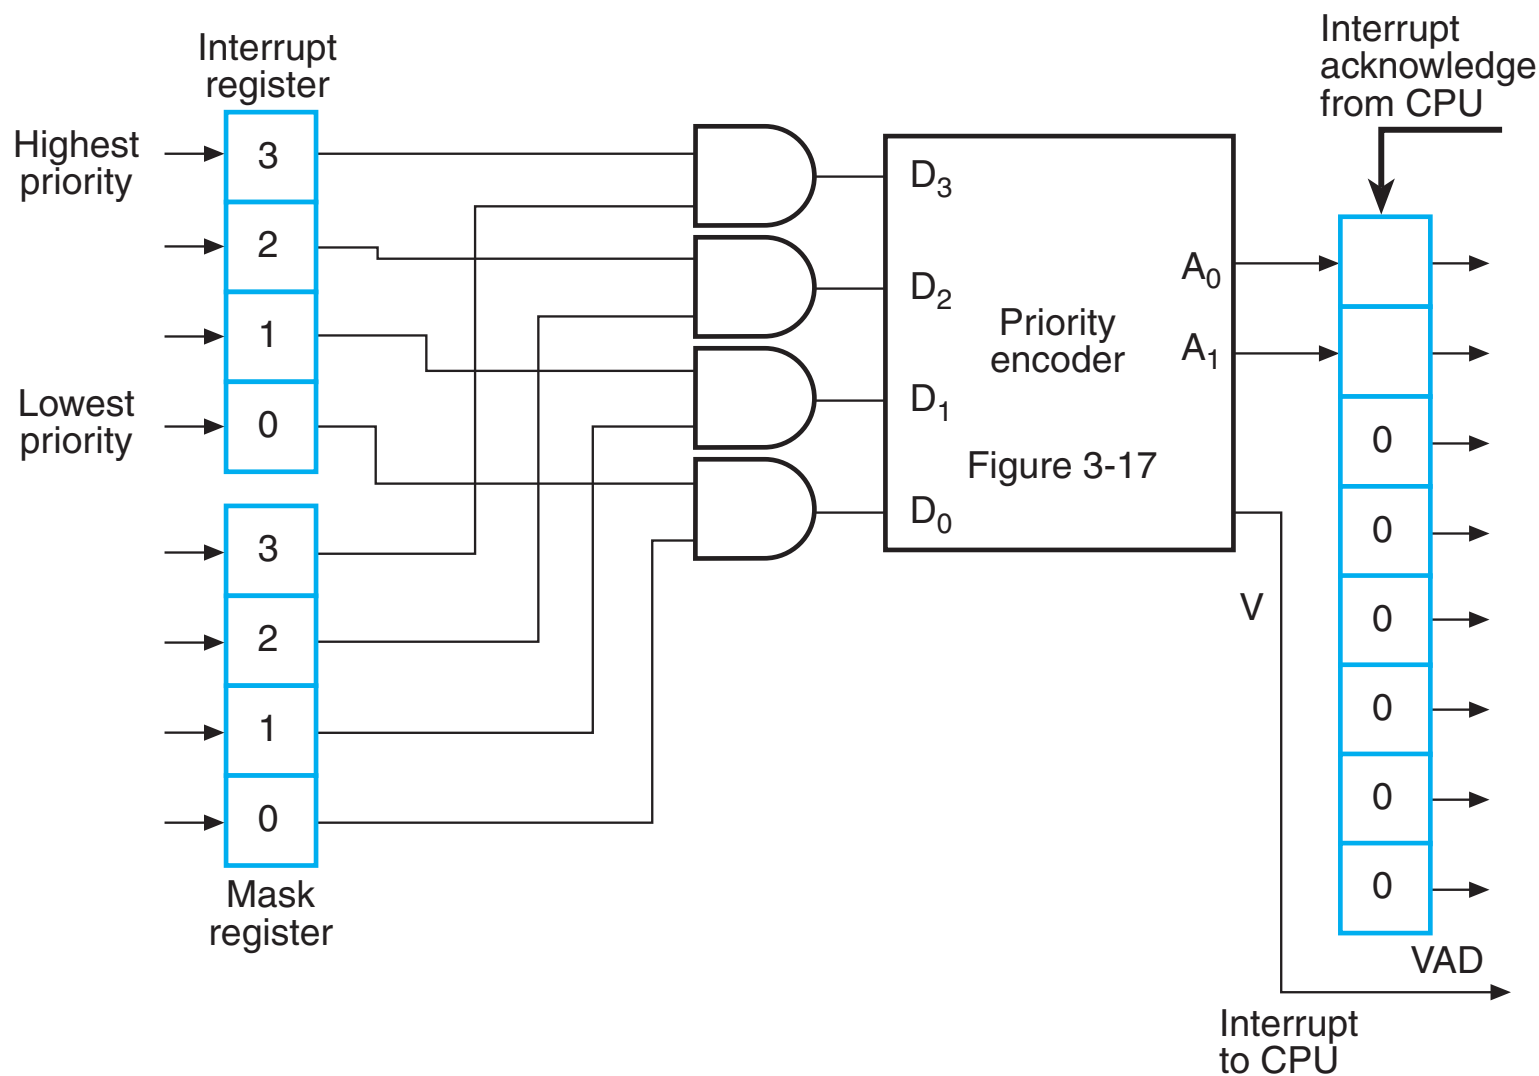 Interrupt
register
Highest
priority
3
2
1
0
Lowest
priority
3
2
1
0
Mask
register
D3
D2
D1
D0
Priority
encoder
Figure 3-17
A0
A1
V
Interrupt
acknowledge
from CPU
0
0
0
0
0
0
VAD
Interrupt
to CPU